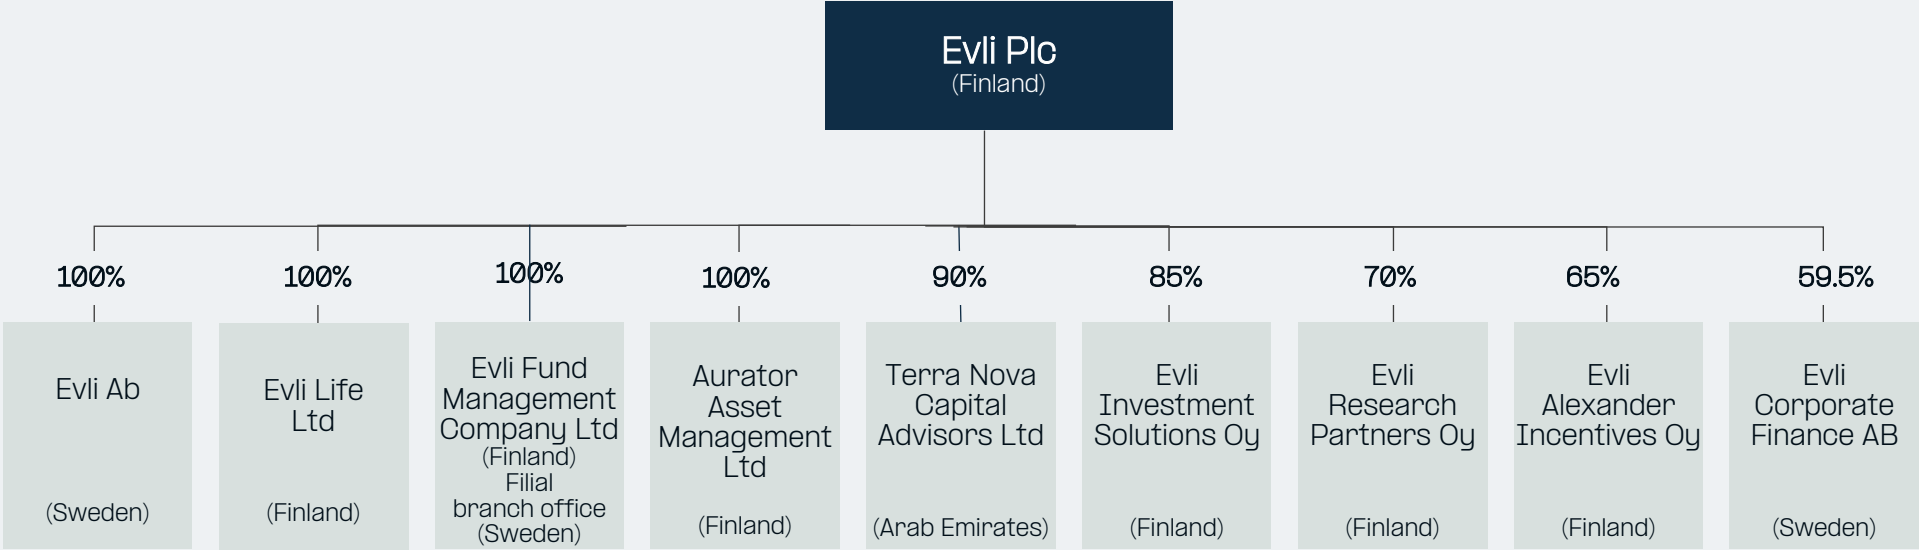 Evli Plc
(Finland)
100%
100%
100%
100%
90%
85%
70%
65%
59.5%
Evli Ab
(Sweden)
Evli Life
Ltd
(Finland)
Evli Fund
Management
Company Ltd
(Finland)
Filial
branch office
(Sweden)
Aurator
Asset
Management
Ltd
(Finland)
Terra Nova
Capital
Advisors Ltd
(Arab Emirates)
Evli
Investment
Solutions Oy
(Finland)
Evli
Research
Partners Oy
(Finland)
Evli
Alexander
Incentives Oy
(Finland)
Evli
Corporate
Finance AB
(Sweden)